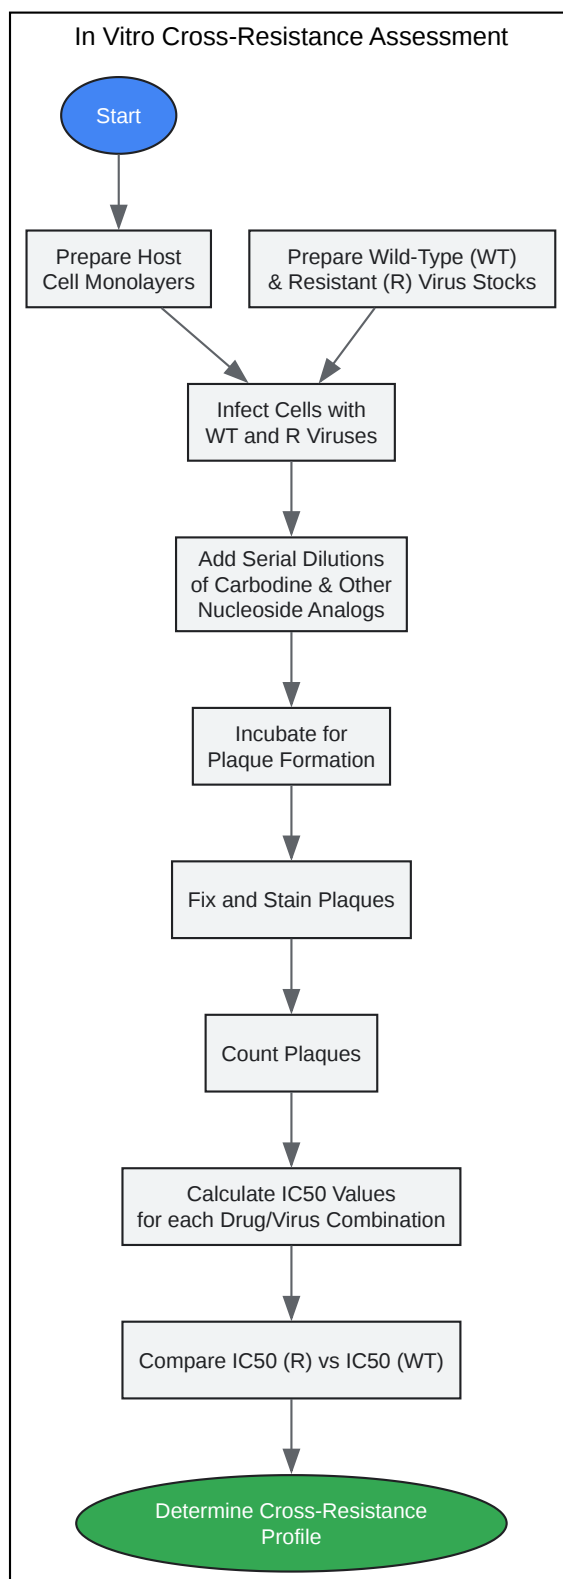 In Vitro Cross-Resistance Assessment
Start
Prepare Host
Cell Monolayers
Prepare Wild-Type (WT)
& Resistant (R) Virus Stocks
Infect Cells with
WT and R Viruses
Add Serial Dilutions
of Carbodine & Other
Nucleoside Analogs
Incubate for
Plaque Formation
Fix and Stain Plaques
Count Plaques
Calculate IC50 Values
for each Drug/Virus Combination
Compare IC50 (R) vs IC50 (WT)
Determine Cross-Resistance
Profile